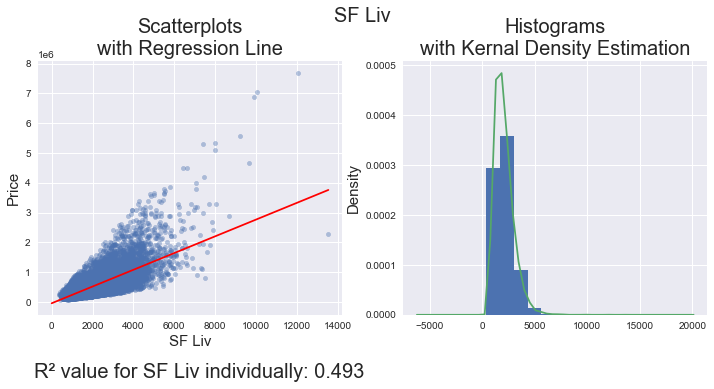 SF Liv
Scatterplots
with Regression Line
1e6
8
7
6
5
4
3
2
1
0
Price
0 2000 4000 6000 8000 10000 12000 14000
SF Liv
Histograms
with Kernal Density Estimation
0.0005
0.0004
0.0003
0.0002
0.0001
0.0000
Density
−5000 0 5000 10000 15000 20000
R² value for SF Liv individually: 0.493